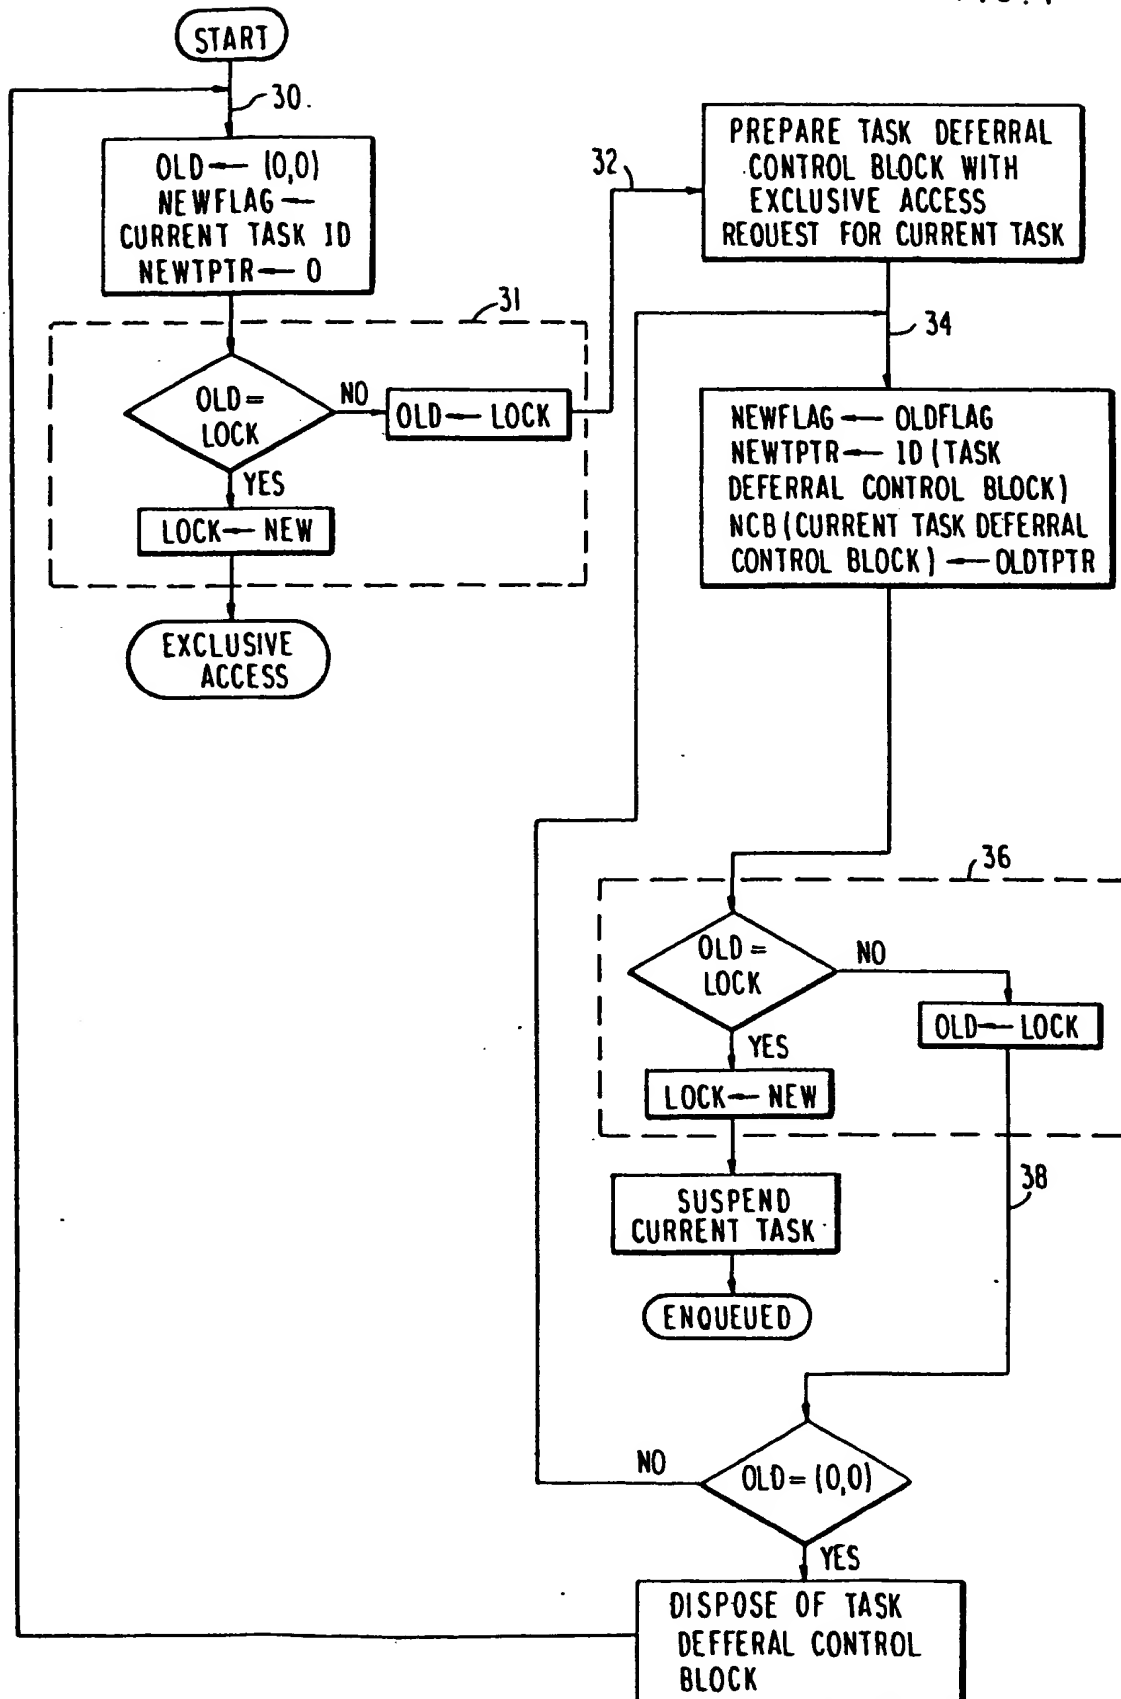 START
30.
OLD ← (0,0)
NEWFLAG ←
CURRENT TASK ID
NEWTPTR ← 0
31
OLD =
LOCK
NO
OLD ← LOCK
YES
LOCK ← NEW
EXCLUSIVE
ACCESS
32
PREPARE TASK DEFERRAL
CONTROL BLOCK WITH
EXCLUSIVE ACCESS
REQUEST FOR CURRENT TASK
34
NEWFLAG ← OLDFLAG
NEWTPTR ← ID (TASK
DEFERRAL CONTROL BLOCK)
NCB (CURRENT TASK DEFERRAL
CONTROL BLOCK) ← OLDTPTR
36
OLD =
LOCK
NO
OLD ← LOCK
YES
LOCK ← NEW
38
SUSPEND
CURRENT TASK
ENQUEUED
NO
OLD = (0,0)
YES
DISPOSE OF TASK
DEFFERAL CONTROL
BLOCK